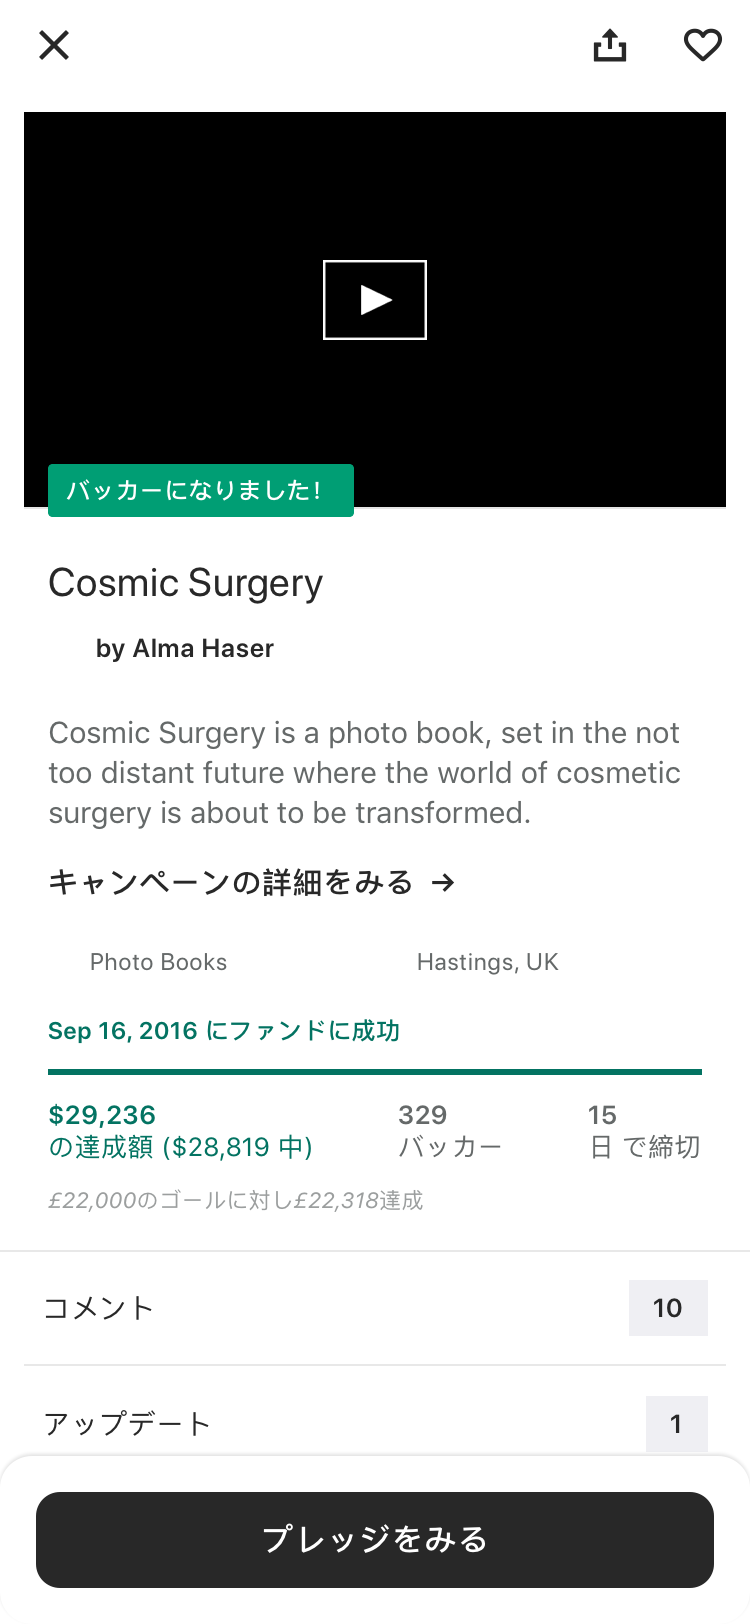 バッカーになりました!
Cosmic Surgery
by Alma Haser
Cosmic Surgery is a photo book, set in the not
too distant future where the world of cosmetic
surgery is about to be transformed.
キャンペーンの詳細をみる →
Photo Books
Hastings, UK
Sep 16, 2016 にファンドに成功
$29,236
の達成額 ($28,819 中)
329
バッカー
15
日 で締切
£22,000のゴールに対し£22,318達成
コメント
10
アップデート
1
プレッジをみる